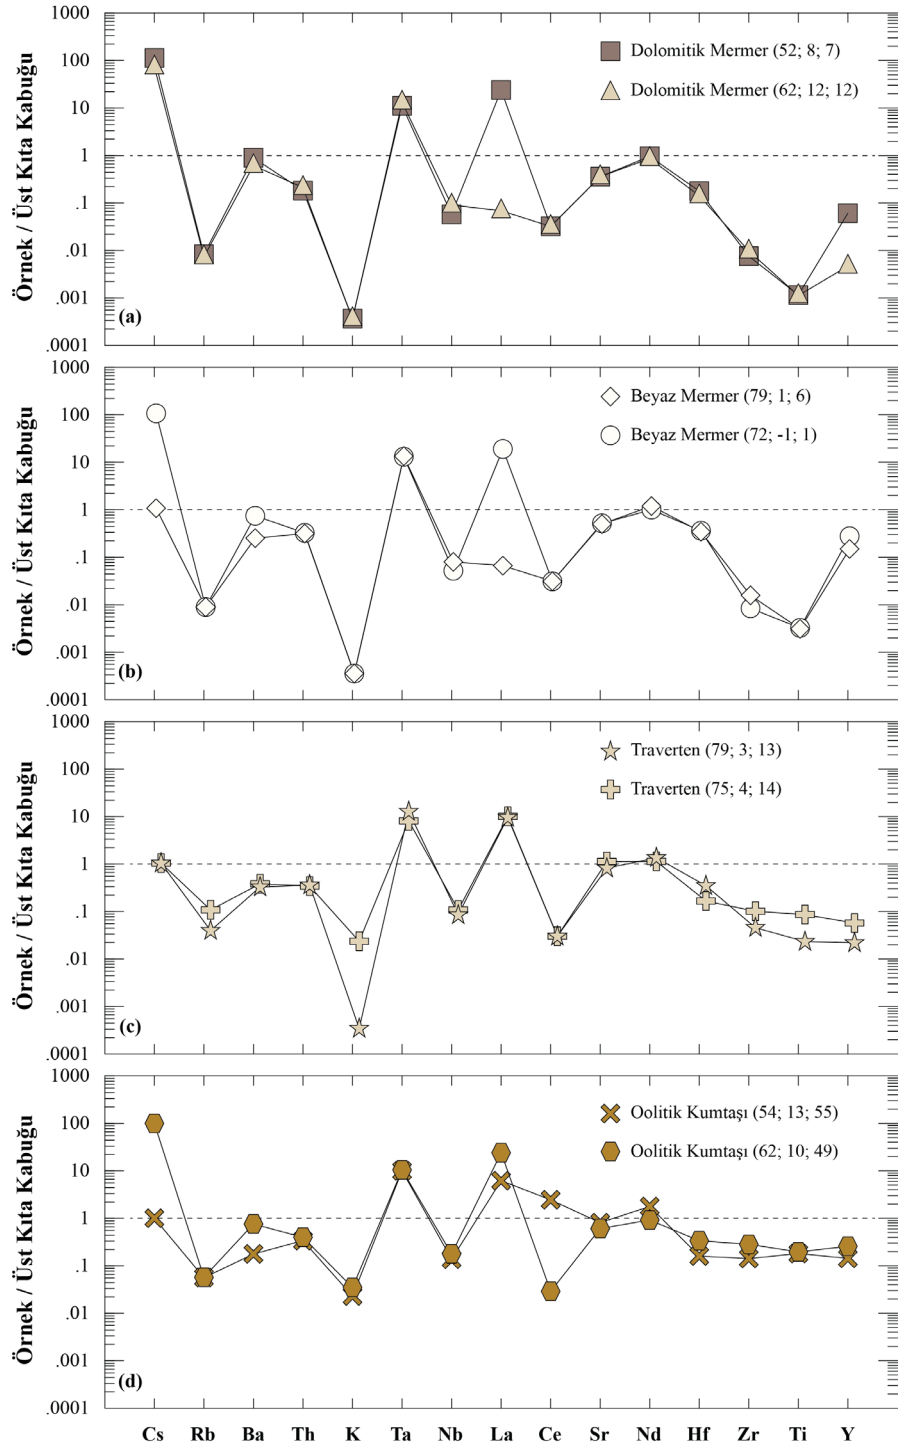 1000
100
10
1
.1
.01
.001
.0001
Örnek / Üst Kıta Kabuğu
Dolomitik Mermer (52; 8; 7)
Dolomitik Mermer (62; 12; 12)
(a)
1000
100
10
1
.1
.01
.001
.0001
Örnek / Üst Kıta Kabuğu
Beyaz Mermer (79; 1; 6)
Beyaz Mermer (72; -1; 1)
(b)
1000
100
10
1
.1
.01
.001
.0001
Örnek / Üst Kıta Kabuğu
Traverten (79; 3; 13)
Traverten (75; 4; 14)
(c)
1000
100
10
1
.1
.01
.001
.0001
Örnek / Üst Kıta Kabuğu
Oolitik Kumtaşı (54; 13; 55)
Oolitik Kumtaşı (62; 10; 49)
(d)
Cs Rb Ba Th K Ta Nb La Ce Sr Nd Hf Zr Ti Y